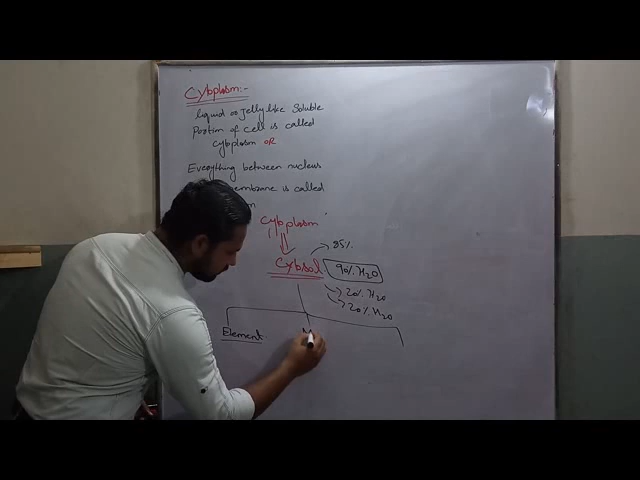 Cytoplasm:-
liquid or Jelly like Soluble
Portion of cell is called
cytoplasm OR
Everything between nucleus
membrane is called
Cytoplasm
85%
Cytosol
90% H2O
20% H2O
20% H2O
Element